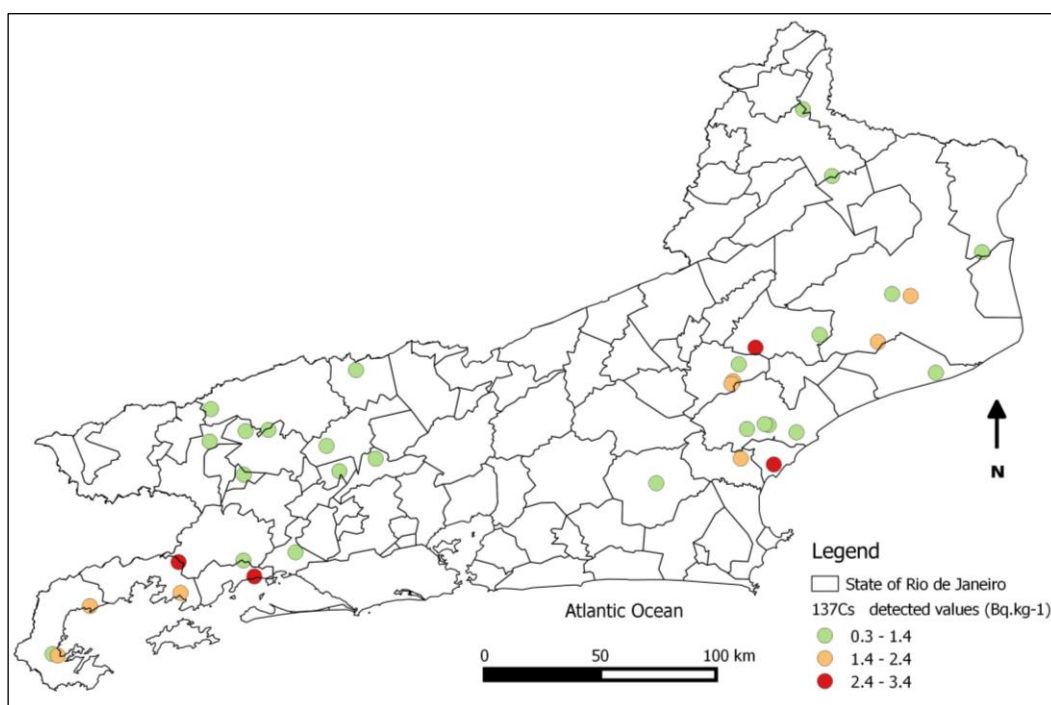 N
Legend
State of Rio de Janeiro
137Cs detected values (Bq.kg-1)
0.3 - 1.4
1.4 - 2.4
2.4 - 3.4
Atlantic Ocean
0 50 100 km